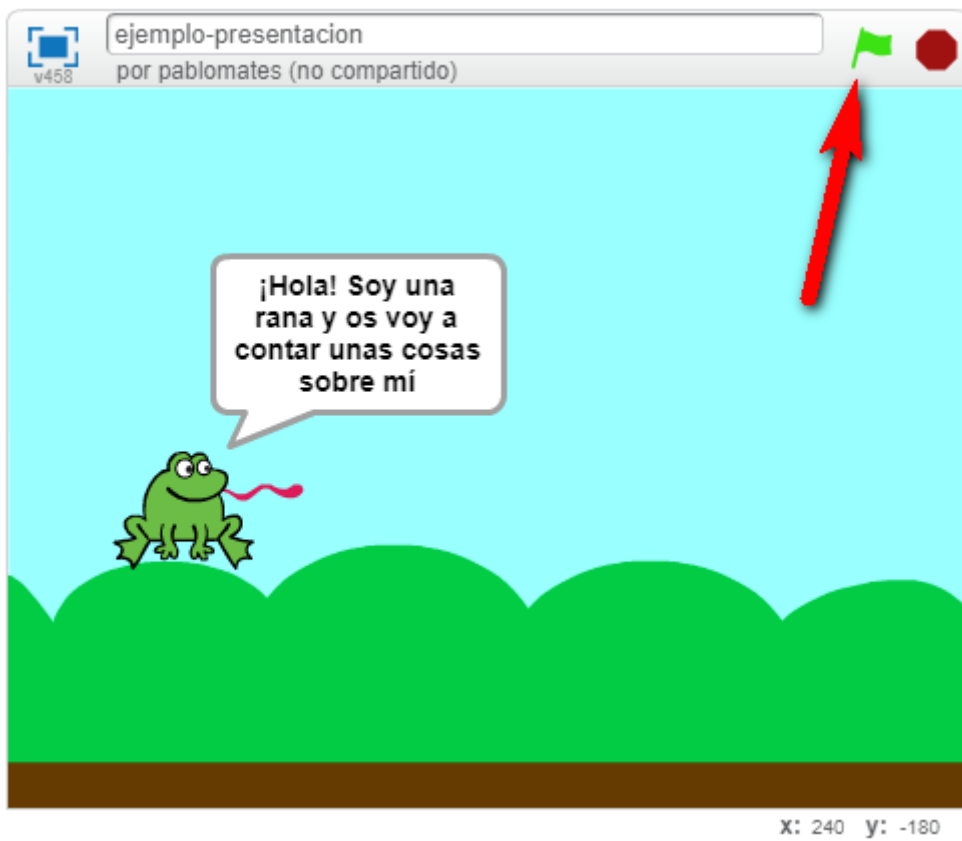 ejemplo-presentacion
v458
por pablomates (no compartido)
¡Hola! Soy una
rana y os voy a
contar unas cosas
sobre mí
x: 240 y: -180